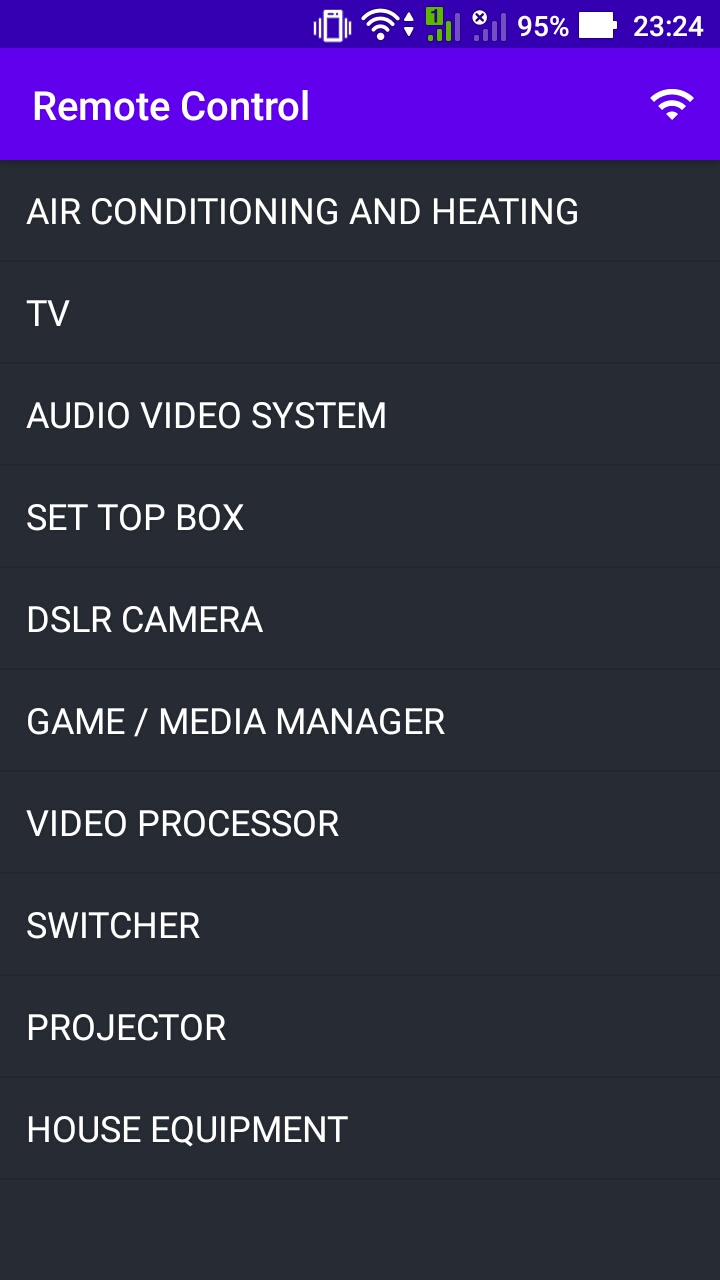 1 95% 23:24
Remote Control
AIR CONDITIONING AND HEATING
TV
AUDIO VIDEO SYSTEM
SET TOP BOX
DSLR CAMERA
GAME / MEDIA MANAGER
VIDEO PROCESSOR
SWITCHER
PROJECTOR
HOUSE EQUIPMENT